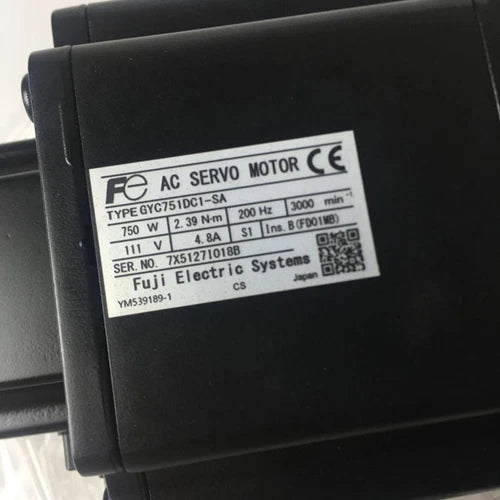 Fe AC SERVO MOTOR CE
TYPE GYC751DC1-SA
750 W 2.39 N·m 200 Hz 3000 min⁻¹
111 V 4.8A S1 Ins. B (FD01MB)
SER. NO. 7X51271018B
Fuji Electric Systems
YM539189-1 CS Japan